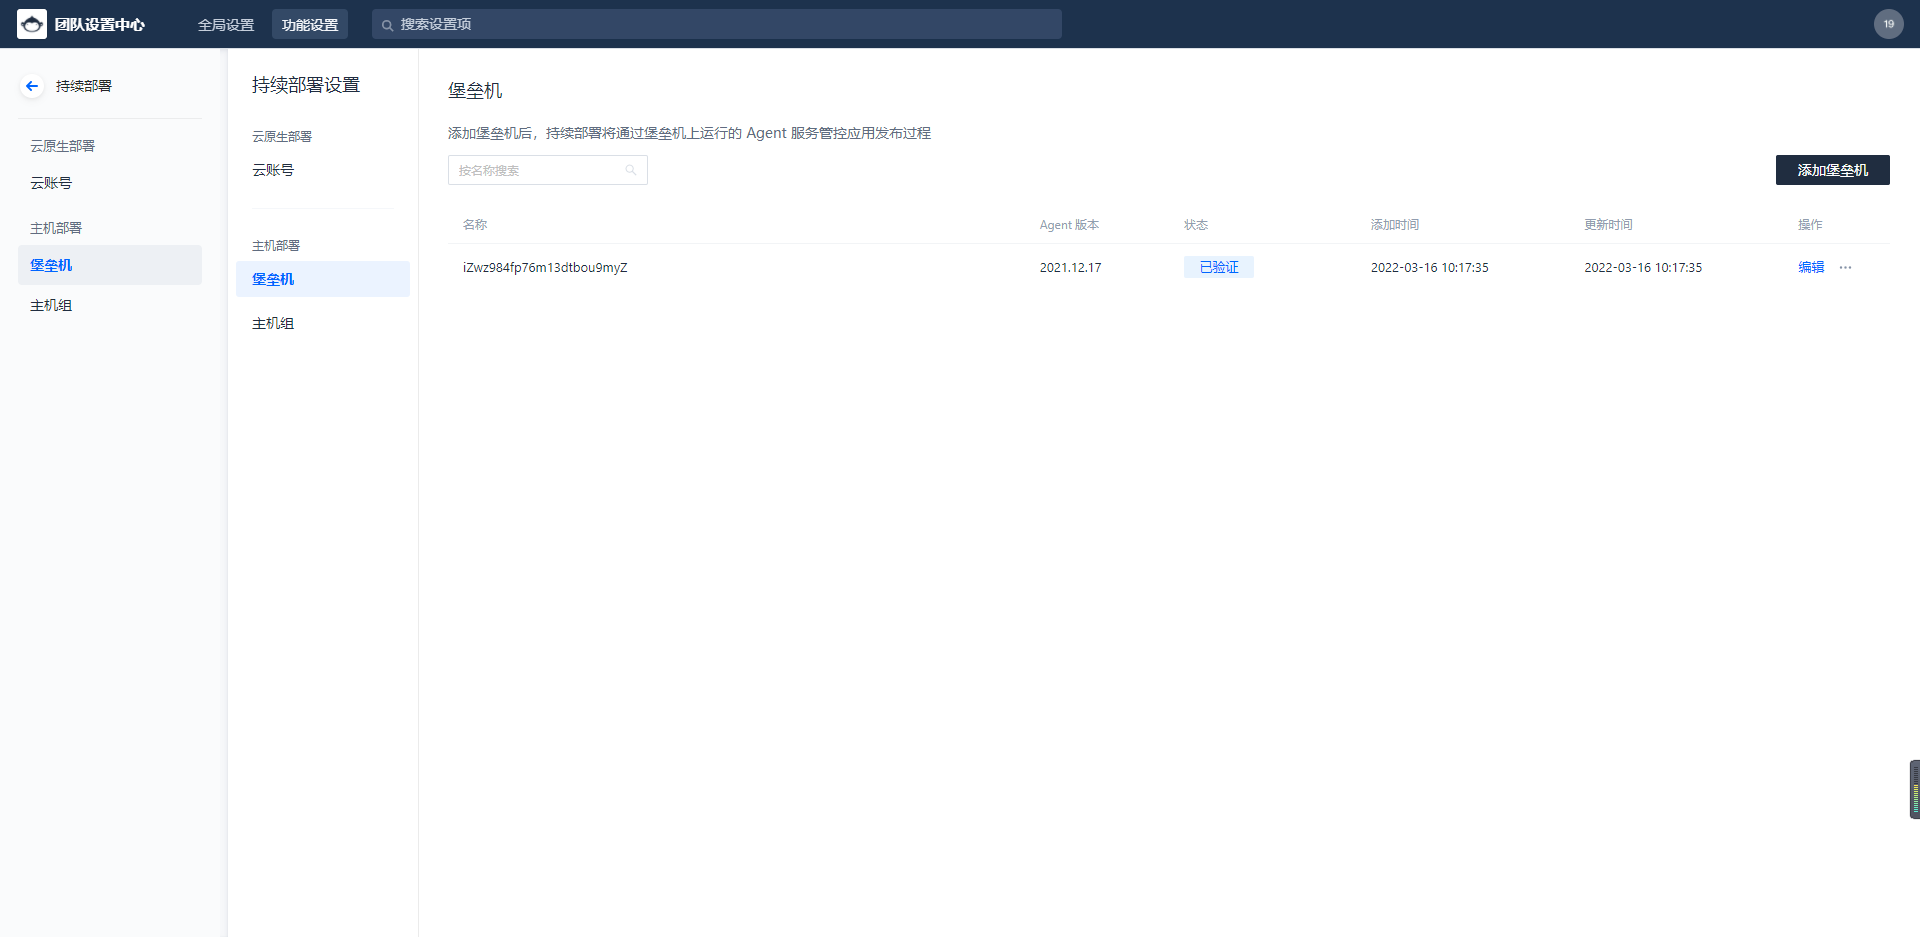 团队设置中心
全局设置
功能设置
搜索设置项
19
持续部署
云原生部署
云账号
主机部署
堡垒机
主机组
持续部署设置
云原生部署
云账号
主机部署
堡垒机
主机组
堡垒机
添加堡垒机后，持续部署将通过堡垒机上运行的 Agent 服务管控应用发布过程
按名称搜索
添加堡垒机
名称 Agent 版本 状态 添加时间 更新时间 操作
iZwz984fp76m13dtbou9myZ 2021.12.17 已验证 2022-03-16 10:17:35 2022-03-16 10:17:35 编辑 ···